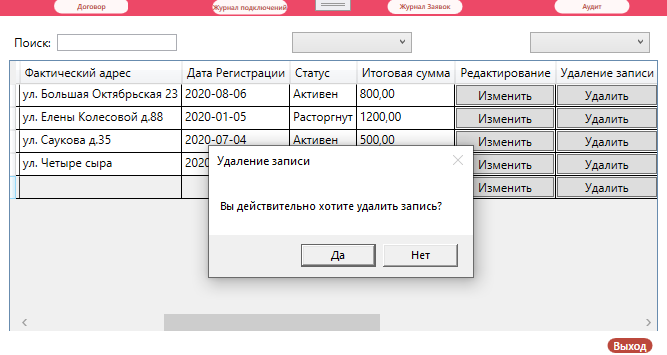 Договор Журнал подключений Журнал Заявок Аудит
Поиск:
Фактический адрес Дата Регистрации Статус Итоговая сумма Редактирование Удаление записи
ул. Большая Октябрьская 23 2020-08-06 Активен 800,00 Изменить Удалить
ул. Елены Колесовой д.88 2020-01-05 Расторгнут 1200,00 Изменить Удалить
ул. Саукова д.35 2020-07-04 Активен 500,00 Изменить Удалить
ул. Четыре сыра 2020 Изменить Удалить
Изменить Удалить
Удаление записи
Вы действительно хотите удалить запись?
Да Нет
Выход